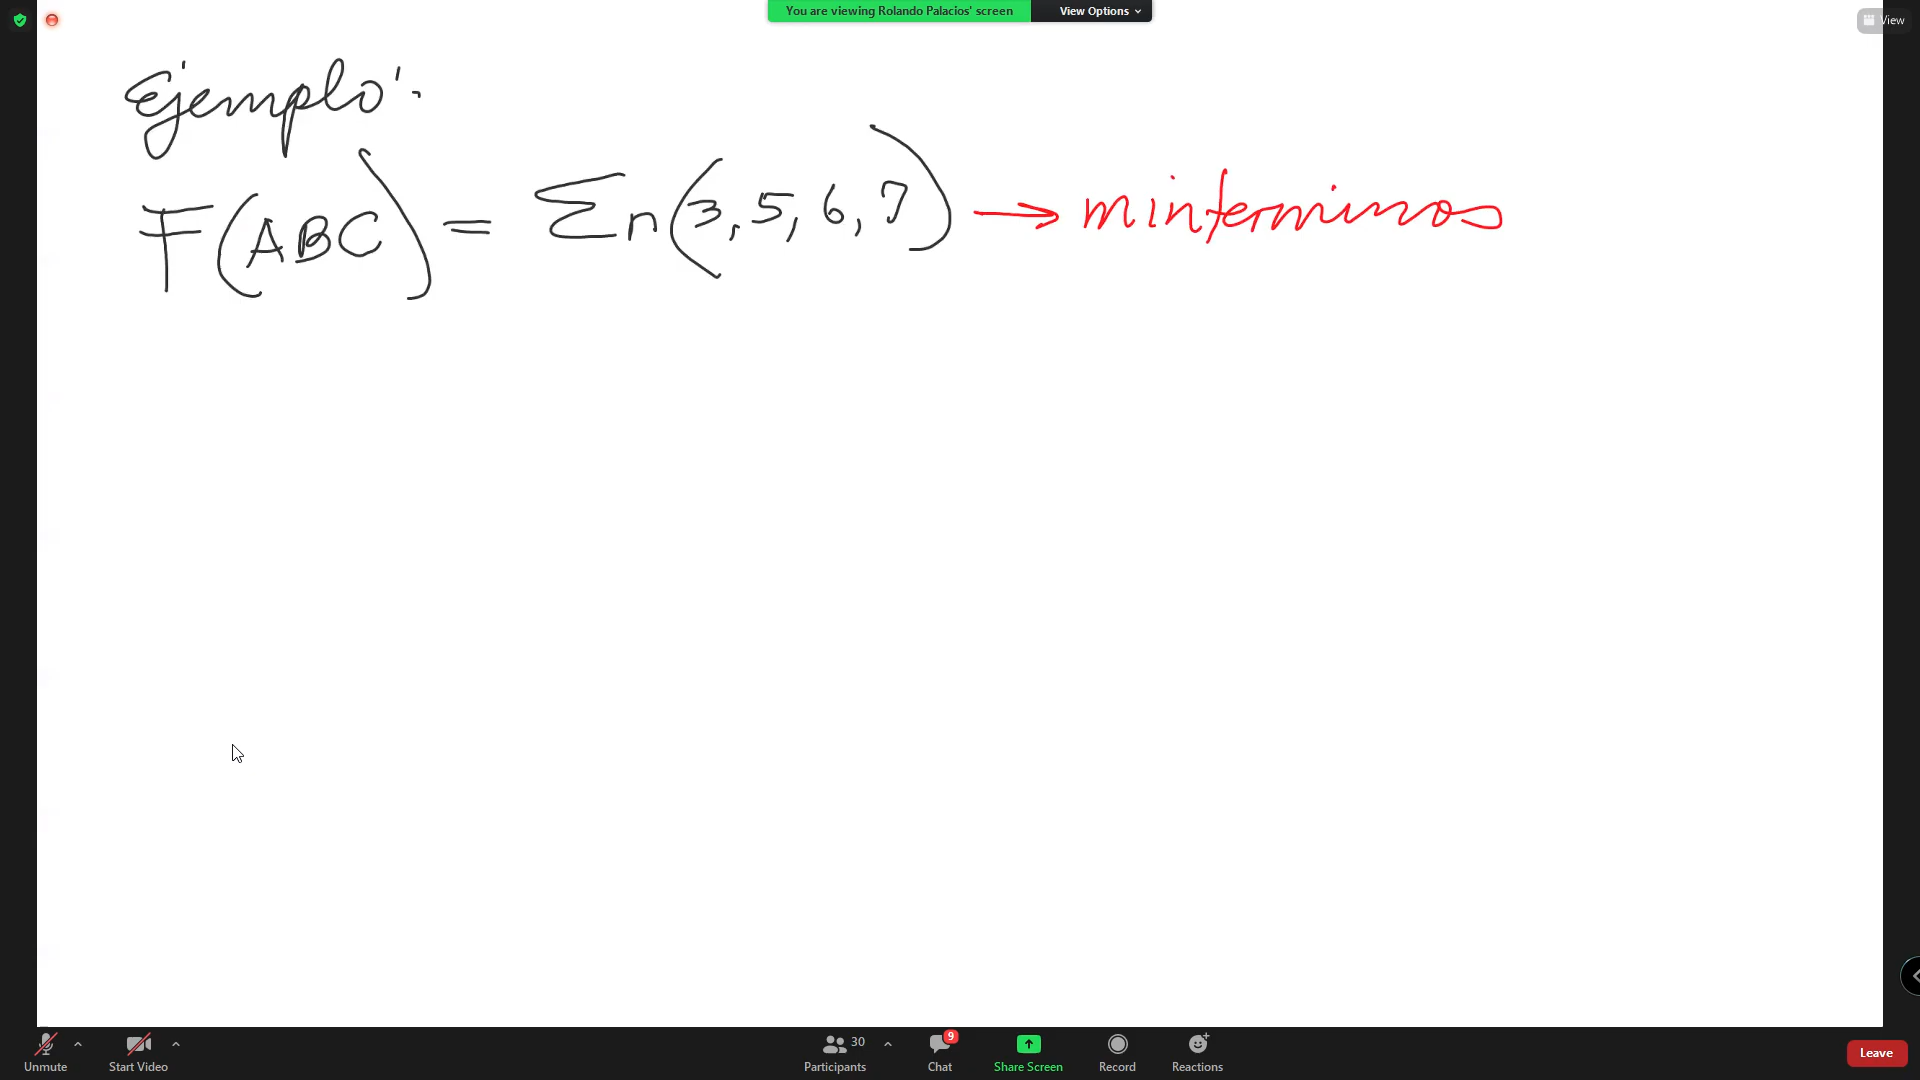 You are viewing Rolando Palacios' screen View Options
View
Ejemplo:
F(ABC) = Σn(3,5,6,7) → minterminos
Unmute
Start Video
Participants 30
Chat 9
Share Screen
Record
Reactions
Leave